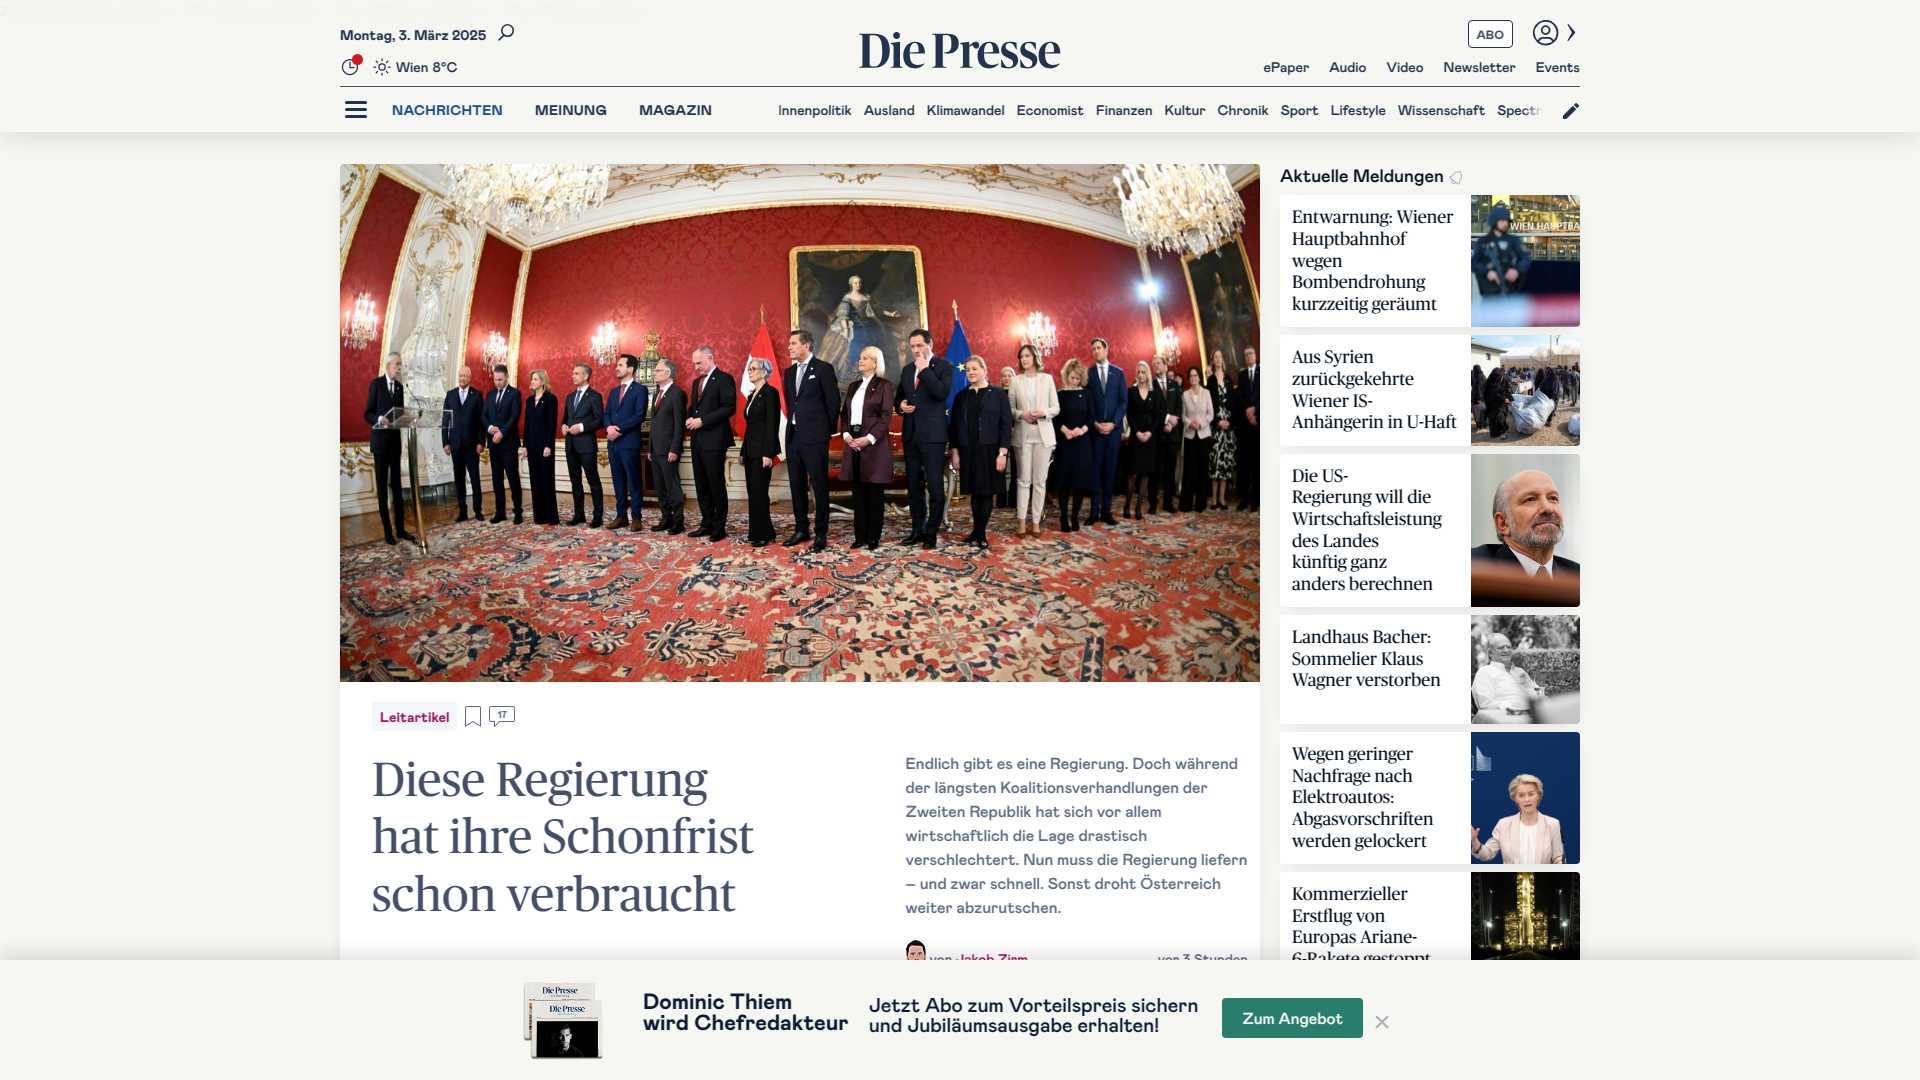 Montag, 3. März 2025
Die Presse
ABO
Wien 8°C
ePaper Audio Video Newsletter Events
NACHRICHTEN MEINUNG MAGAZIN
Innenpolitik Ausland Klimawandel Economist Finanzen Kultur Chronik Sport Lifestyle Wissenschaft Spectr
Leitartikel
17
Diese Regierung
hat ihre Schonfrist
schon verbraucht
Endlich gibt es eine Regierung. Doch während
der längsten Koalitionsverhandlungen der
Zweiten Republik hat sich vor allem
wirtschaftlich die Lage drastisch
verschlechtert. Nun muss die Regierung liefern
– und zwar schnell. Sonst droht Österreich
weiter abzurutschen.
von Jakob Zirm
vor 3 Stunden
Aktuelle Meldungen
Entwarnung: Wiener
Hauptbahnhof
wegen
Bombendrohung
kurzzeitig geräumt
WIEN HAUPTBA
Aus Syrien
zurückgekehrte
Wiener IS-
Anhängerin in U-Haft
Die US-
Regierung will die
Wirtschaftsleistung
des Landes
künftig ganz
anders berechnen
Landhaus Bacher:
Sommelier Klaus
Wagner verstorben
Wegen geringer
Nachfrage nach
Elektroautos:
Abgasvorschriften
werden gelockert
Kommerzieller
Erstflug von
Europas Ariane-
6-Rakete gestoppt
Die Presse
Die Presse
Dominic Thiem
wird Chefredakteur
Jetzt Abo zum Vorteilspreis sichern
und Jubiläumsausgabe erhalten!
Zum Angebot